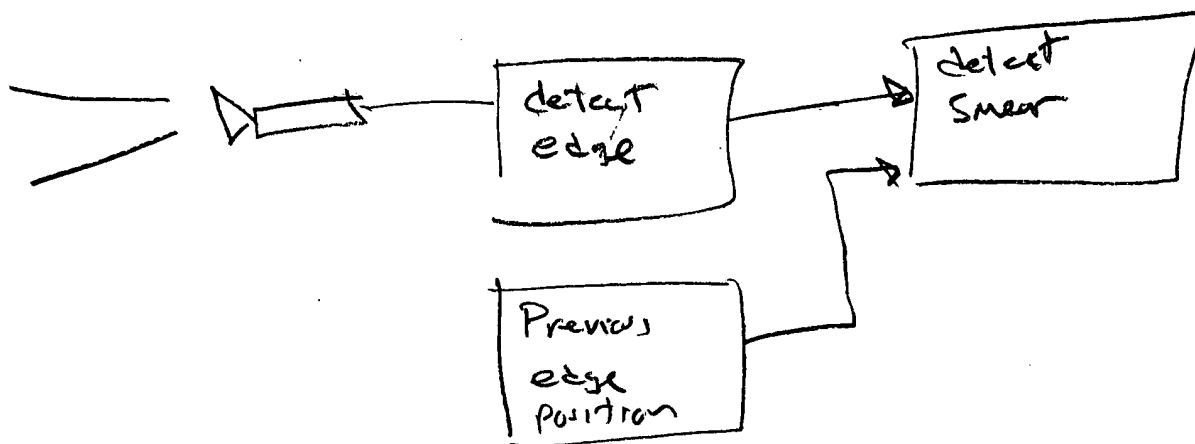 detect
edge
detect
smear
Previous
edge
position